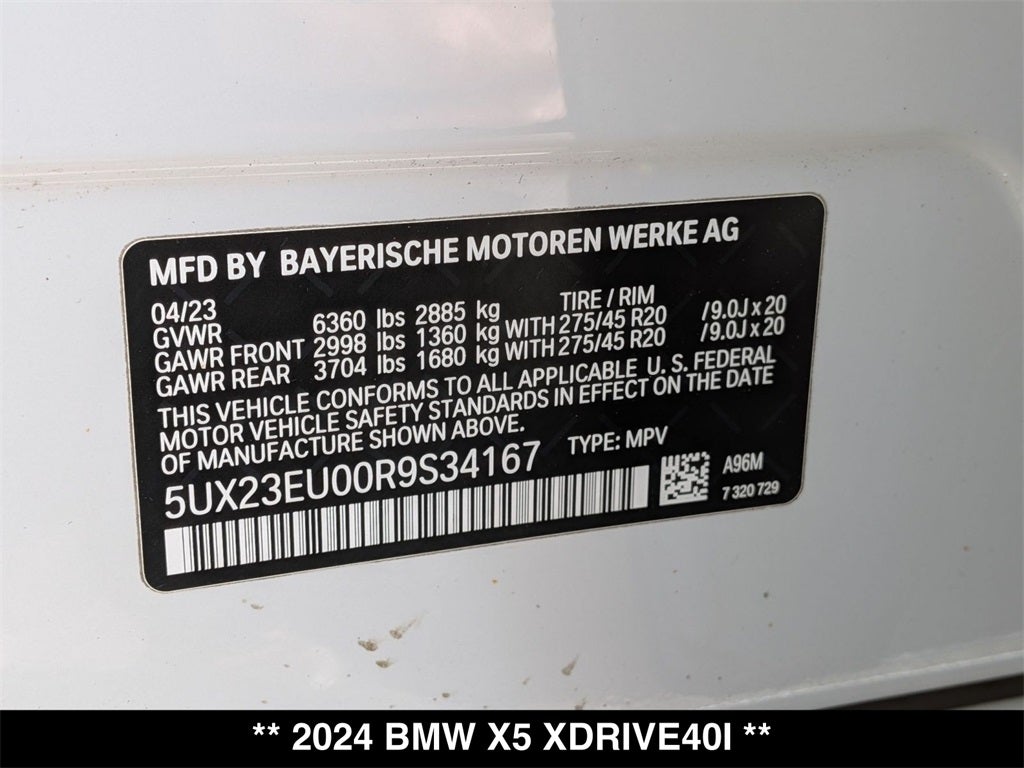 MFD BY BAYERISCHE MOTOREN WERKE AG
04/23 TIRE / RIM
GVWR 6360 lbs 2885 kg
GAWR FRONT 2998 lbs 1360 kg WITH 275/45 R20 /9.0J x 20
GAWR REAR 3704 lbs 1680 kg WITH 275/45 R20 /9.0J x 20
THIS VEHICLE CONFORMS TO ALL APPLICABLE U. S. FEDERAL
MOTOR VEHICLE SAFETY STANDARDS IN EFFECT ON THE DATE
OF MANUFACTURE SHOWN ABOVE.
5UX23EU00R9S34167 TYPE: MPV
A96M
7 320 729
** 2024 BMW X5 XDRIVE40I **